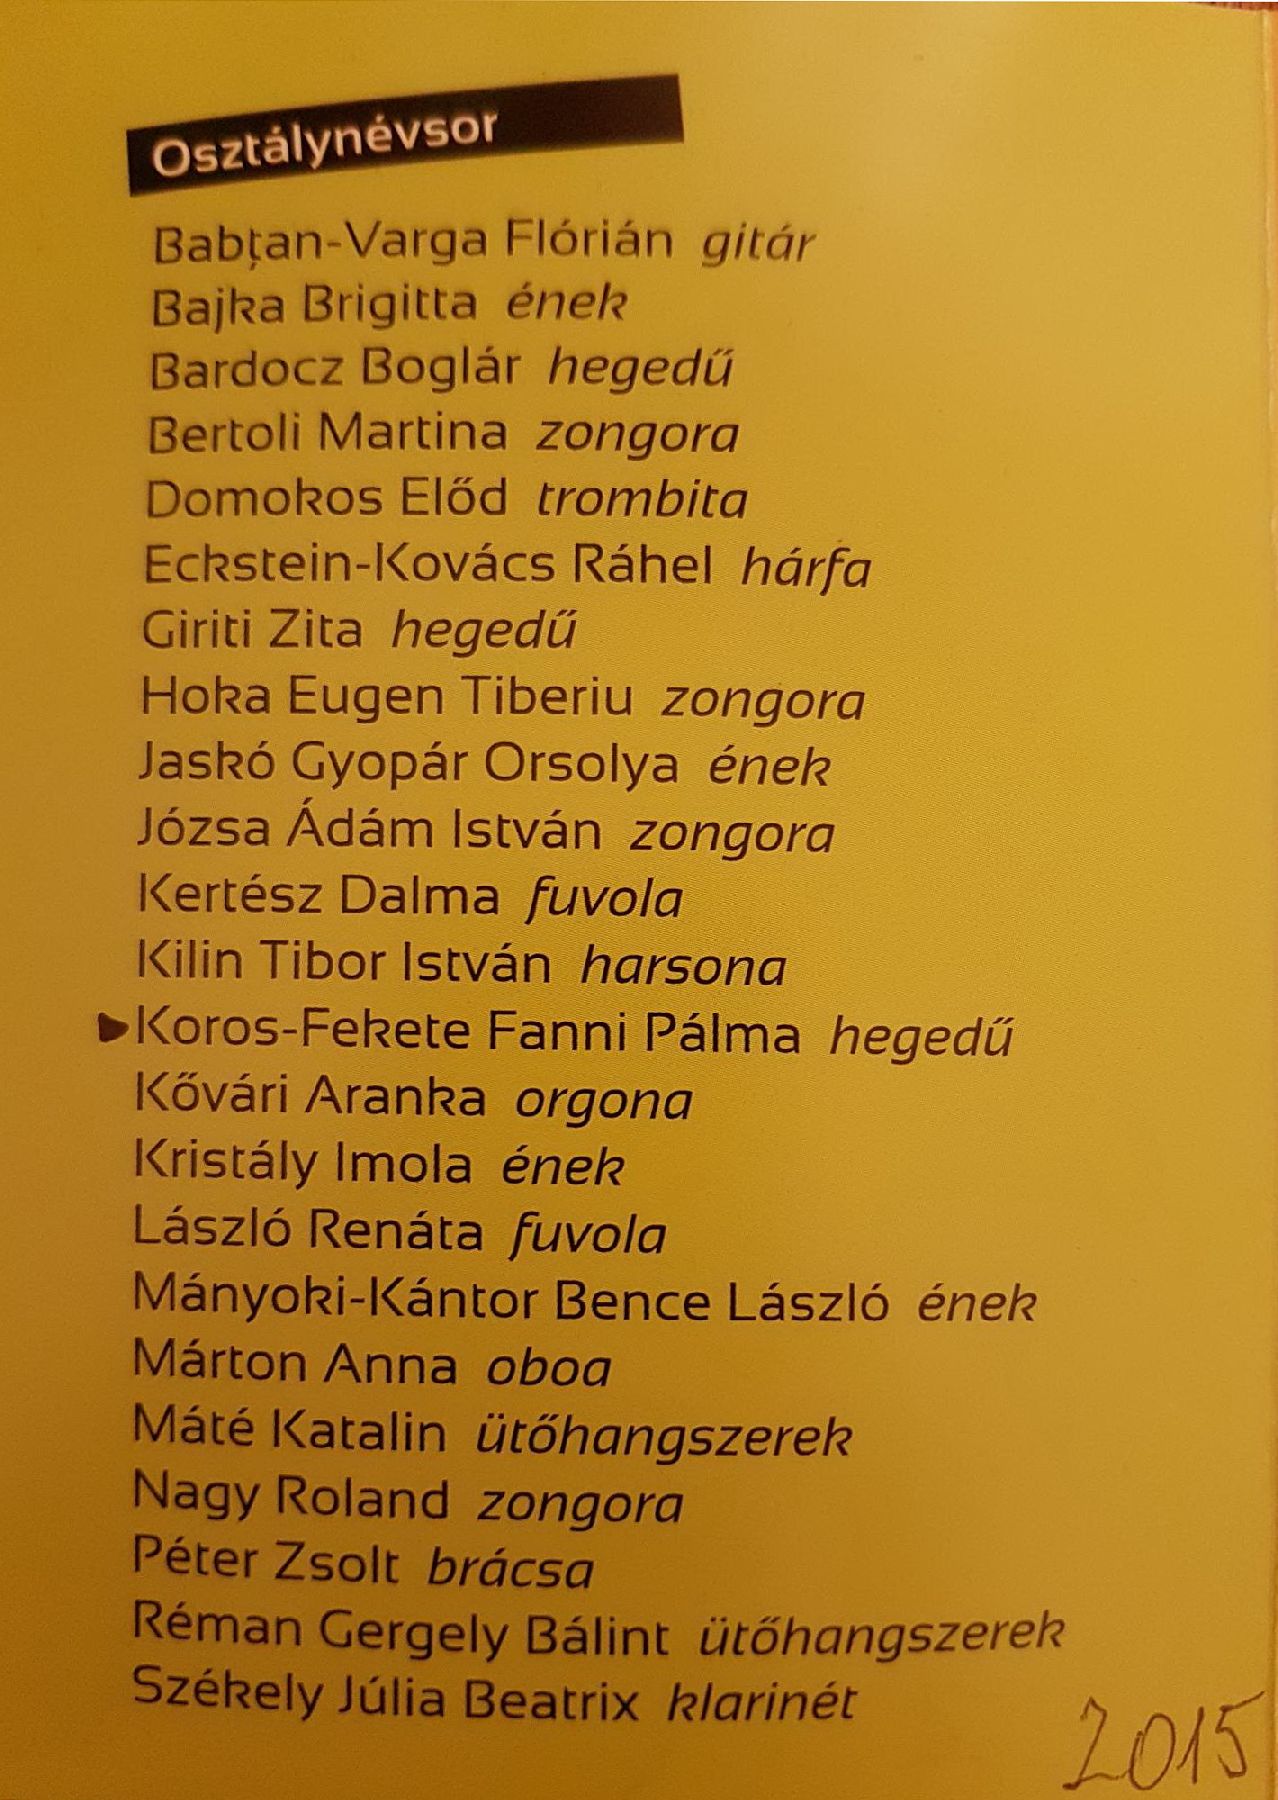 Osztálynévsor
Babțan-Varga Flórián gitár
Bajka Brigitta ének
Bardocz Boglár hegedű
Bertoli Martina zongora
Domokos Előd trombita
Eckstein-Kovács Ráhel hárfa
Giriti Zita hegedű
Hoka Eugen Tiberiu zongora
Jaskó Gyopár Orsolya ének
Józsa Ádám István zongora
Kertész Dalma fuvola
Kilin Tibor István harsona
Koros-Fekete Fanni Pálma hegedű
Kővári Aranka orgona
Kristály Imola ének
László Renáta fuvola
Mányoki-Kántor Bence László ének
Márton Anna oboa
Máté Katalin ütőhangszerek
Nagy Roland zongora
Péter Zsolt brácsa
Réman Gergely Bálint ütőhangszerek
Székely Júlia Beatrix klarinét
2015